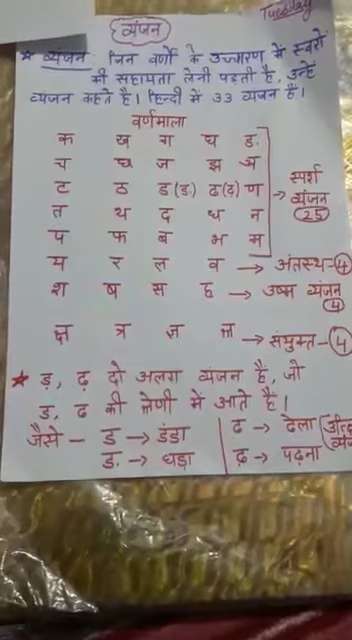 Tuesday
व्यंजन
★ व्यंजन : जिन वर्णों के उच्चारण में स्वरों
की सहायता लेनी पड़ती है, उन्हें
व्यंजन कहते है। हिन्दी में 33 व्यंजन हैं।
वर्णमाला
क ख ग घ ङ
च छ ज झ ञ
ट ठ ड (ड़) ढ (ढ़) ण → स्पर्श व्यंजन (25)
त थ द ध न
प फ ब भ म
य र ल व → अंतस्थ - 4
श ष स ह → उष्म व्यंजन 4
क्ष त्र ज्ञ → संयुक्त - 4
★ ड़, ढ़ दो अलग व्यंजन है, जो
ड, ढ की श्रेणी में आते है।
जैसे - ड → डंडा ढ → ढेला
ड़ → घड़ा ढ़ → पढ़ना